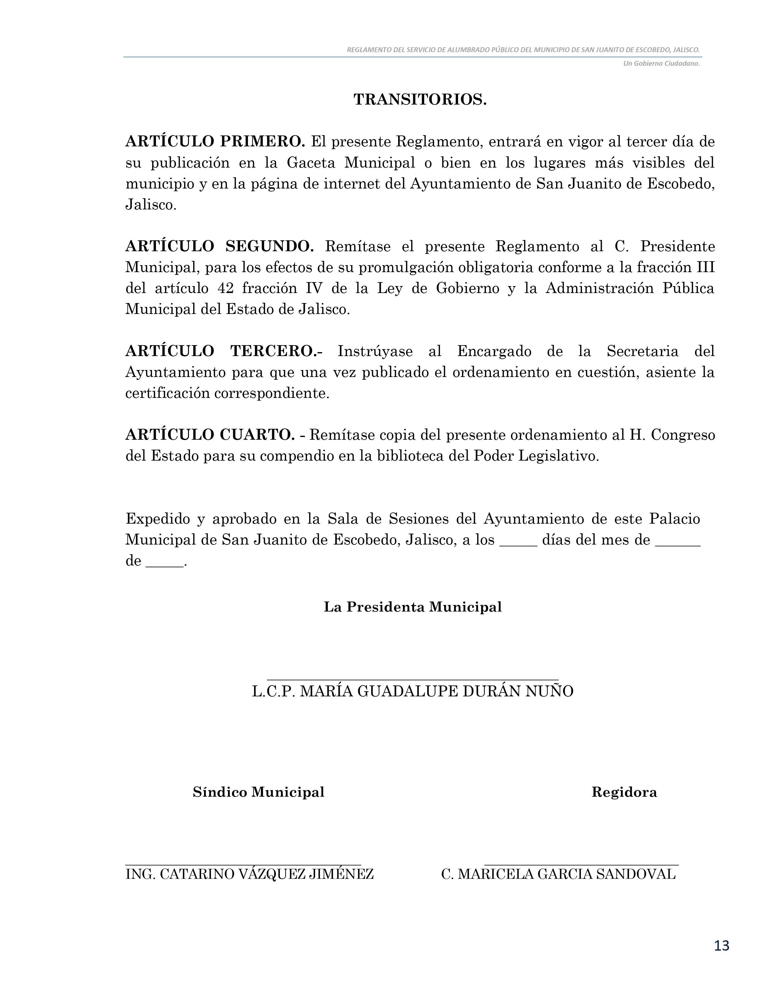 REGLAMENTO DEL SERVICIO DE ALUMBRADO PÚBLICO DEL MUNICIPIO DE SAN JUANITO DE ESCOBEDO, JALISCO.
Un Gobierno Ciudadano.
TRANSITORIOS.
ARTÍCULO PRIMERO. El presente Reglamento, entrará en vigor al tercer día de
su publicación en la Gaceta Municipal o bien en los lugares más visibles del
municipio y en la página de internet del Ayuntamiento de San Juanito de Escobedo,
Jalisco.
ARTÍCULO SEGUNDO. Remítase el presente Reglamento al C. Presidente
Municipal, para los efectos de su promulgación obligatoria conforme a la fracción III
del artículo 42 fracción IV de la Ley de Gobierno y la Administración Pública
Municipal del Estado de Jalisco.
ARTÍCULO TERCERO.- Instrúyase al Encargado de la Secretaria del
Ayuntamiento para que una vez publicado el ordenamiento en cuestión, asiente la
certificación correspondiente.
ARTÍCULO CUARTO. - Remítase copia del presente ordenamiento al H. Congreso
del Estado para su compendio en la biblioteca del Poder Legislativo.
Expedido y aprobado en la Sala de Sesiones del Ayuntamiento de este Palacio
Municipal de San Juanito de Escobedo, Jalisco, a los _____ días del mes de ______
de _____.
La Presidenta Municipal
L.C.P. MARÍA GUADALUPE DURÁN NUÑO
Síndico Municipal Regidora
ING. CATARINO VÁZQUEZ JIMÉNEZ C. MARICELA GARCIA SANDOVAL
13